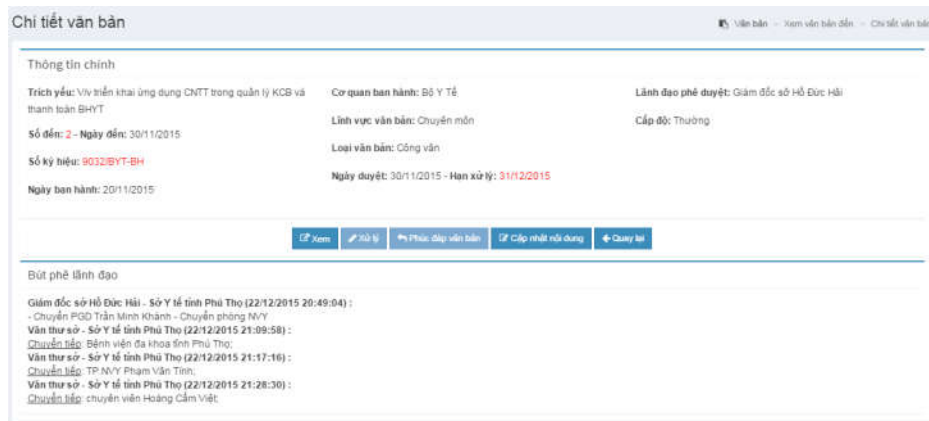 Chi tiết văn bản
Văn bản - Xem văn bản đến - Chi tiết văn bản
Thông tin chính
Trích yếu: V/v triển khai ứng dụng CNTT trong quản lý KCB và
thanh toán BHYT
Số đến: 2 - Ngày đến: 30/11/2015
Số ký hiệu: 9032/BYT-BH
Ngày ban hành: 20/11/2015
Cơ quan ban hành: Bộ Y Tế
Lĩnh vực văn bản: Chuyên môn
Loại văn bản: Công văn
Ngày duyệt: 30/11/2015 - Hạn xử lý: 31/12/2015
Lãnh đạo phê duyệt: Giám đốc sở Hồ Đức Hải
Cấp độ: Thường
Xem
Xử lý
Phúc đáp văn bản
Cập nhật nội dung
Quay lại
Bút phê lãnh đạo
Giám đốc sở Hồ Đức Hải - Sở Y tế tỉnh Phú Thọ (22/12/2015 20:49:04) :
- Chuyển PGD Trần Minh Khánh - Chuyển phòng NVY
Văn thư sở - Sở Y tế tỉnh Phú Thọ (22/12/2015 21:09:58) :
Chuyển tiếp: Bệnh viện đa khoa tỉnh Phú Thọ;
Văn thư sở - Sở Y tế tỉnh Phú Thọ (22/12/2015 21:17:16) :
Chuyển tiếp: TP.NVY Phạm Văn Tính;
Văn thư sở - Sở Y tế tỉnh Phú Thọ (22/12/2015 21:28:30) :
Chuyển tiếp: chuyên viên Hoàng Cẩm Việt;